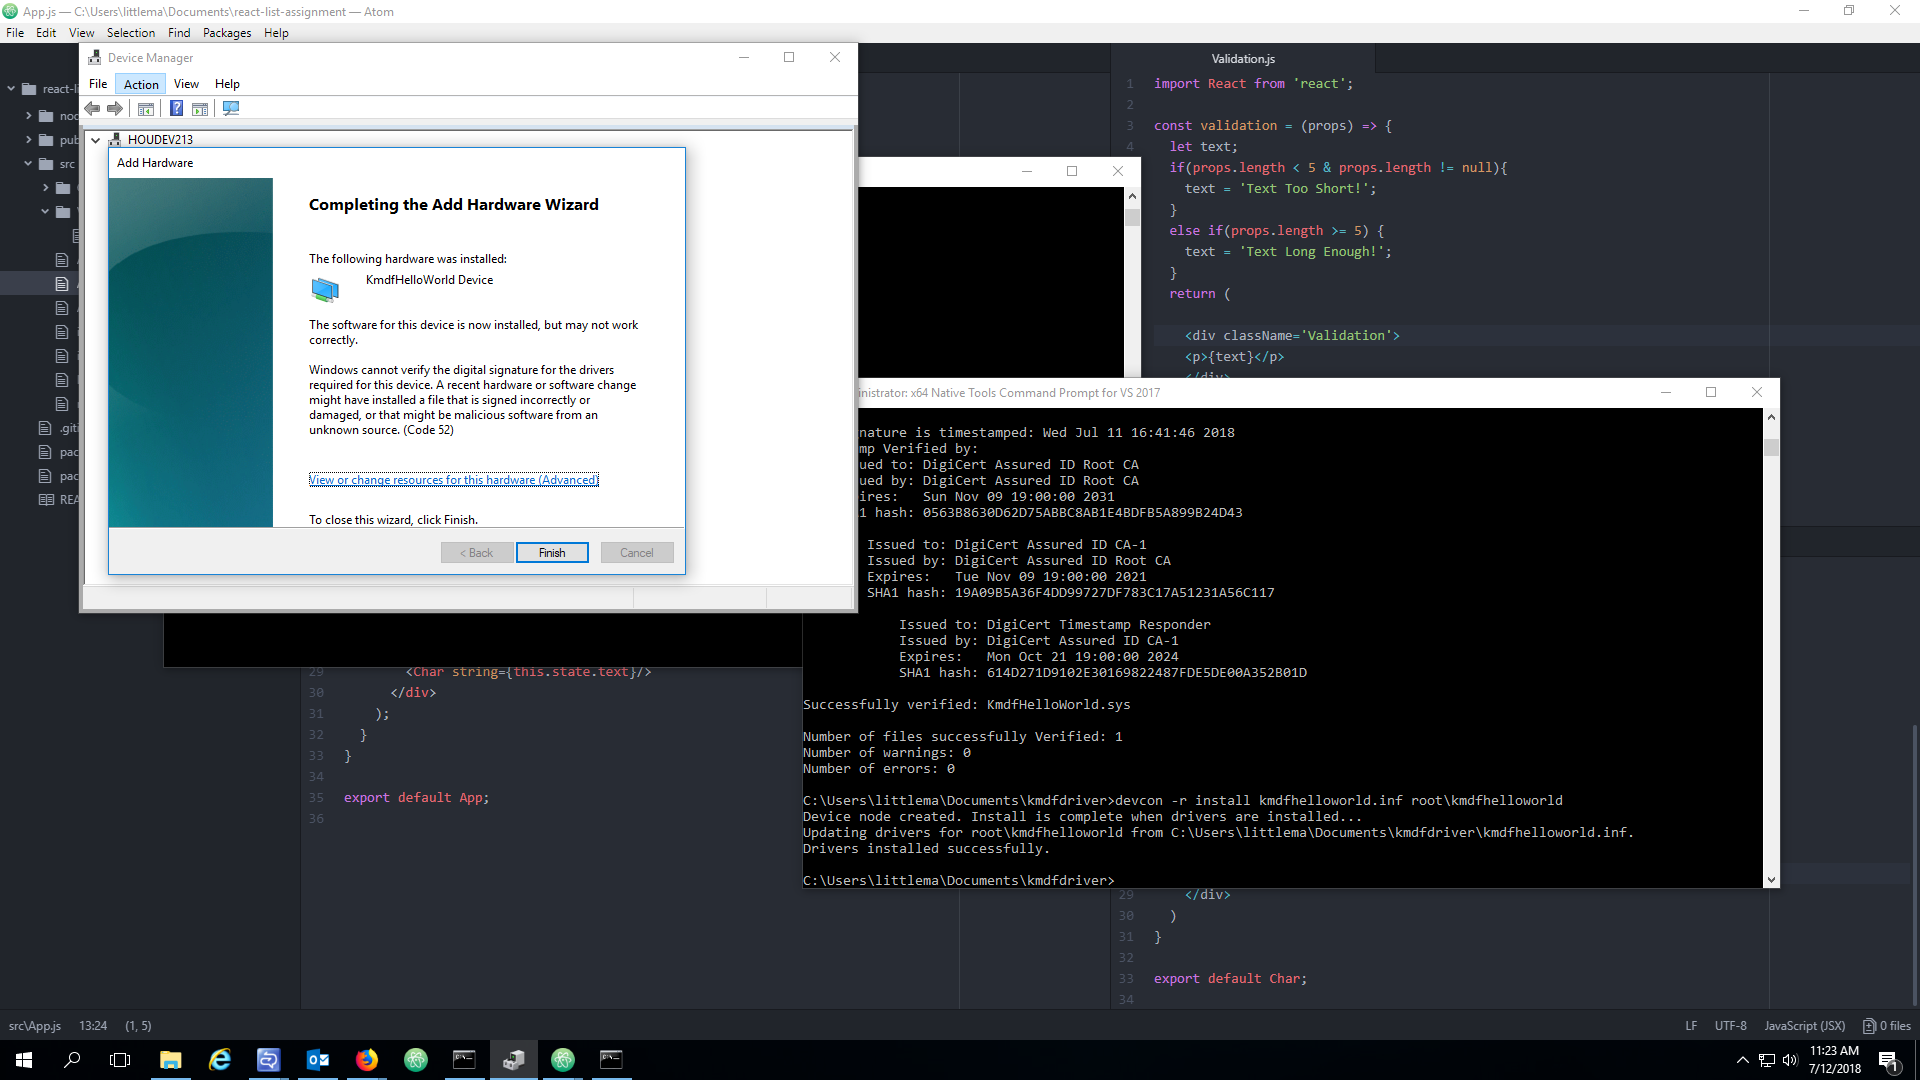 App.js — C:\Users\littlema\Documents\react-list-assignment — Atom
File Edit View Selection Find Packages Help
Device Manager
File Action View Help
HOUDEV213
Add Hardware
Completing the Add Hardware Wizard
The following hardware was installed:
KmdfHelloWorld Device
The software for this device is now installed, but may not work
correctly.
Windows cannot verify the digital signature for the drivers
required for this device. A recent hardware or software change
might have installed a file that is signed incorrectly or
damaged, or that might be malicious software from an
unknown source. (Code 52)
View or change resources for this hardware (Advanced)
To close this wizard, click Finish.
< Back Finish Cancel
react-li
noc
pub
src
.giti
pac
pac
REA
Validation.js
1 import React from 'react';
2
3 const validation = (props) => {
4 let text;
if(props.length < 5 & props.length != null){
text = 'Text Too Short!';
}
else if(props.length >= 5) {
text = 'Text Long Enough!';
}
return (
<div className='Validation'>
<p>{text}</p>
</div>
inistrator: x64 Native Tools Command Prompt for VS 2017
nature is timestamped: Wed Jul 11 16:41:46 2018
mp Verified by:
ued to: DigiCert Assured ID Root CA
ued by: DigiCert Assured ID Root CA
ires: Sun Nov 09 19:00:00 2031
1 hash: 0563B8630D62D75ABBC8AB1E4BDFB5A899B24D43
Issued to: DigiCert Assured ID CA-1
Issued by: DigiCert Assured ID Root CA
Expires: Tue Nov 09 19:00:00 2021
SHA1 hash: 19A09B5A36F4DD99727DF783C17A51231A56C117
Issued to: DigiCert Timestamp Responder
Issued by: DigiCert Assured ID CA-1
Expires: Mon Oct 21 19:00:00 2024
SHA1 hash: 614D271D9102E30169822487FDE5DE00A352B01D
Successfully verified: KmdfHelloWorld.sys
Number of files successfully Verified: 1
Number of warnings: 0
Number of errors: 0
C:\Users\littlema\Documents\kmdfdriver>devcon -r install kmdfhelloworld.inf root\kmdfhelloworld
Device node created. Install is complete when drivers are installed...
Updating drivers for root\kmdfhelloworld from C:\Users\littlema\Documents\kmdfdriver\kmdfhelloworld.inf.
Drivers installed successfully.
C:\Users\littlema\Documents\kmdfdriver>
29 <Char string={this.state.text}/>
30 </div>
31 );
32 }
33 }
34
35 export default App;
36
29 </div>
30 )
31 }
32
33 export default Char;
34
src\App.js 13:24 (1, 5)
LF UTF-8 JavaScript (JSX) 0 files
11:23 AM
7/12/2018
1